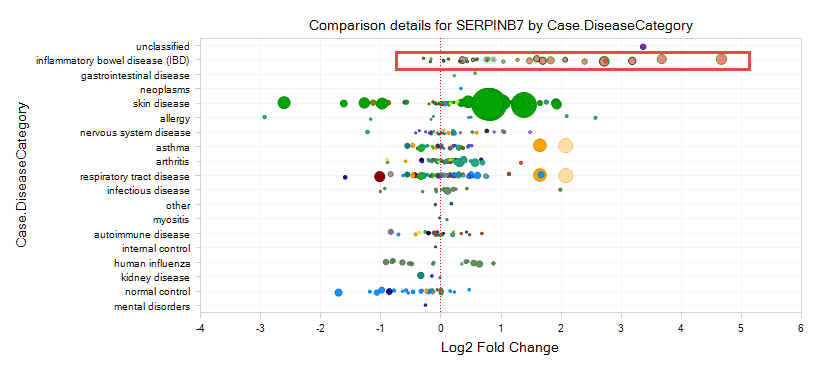 Comparison details for SERPINB7 by Case.DiseaseCategory
Case.DiseaseCategory
unclassified
inflammatory bowel disease (IBD)
gastrointestinal disease
neoplasms
skin disease
allergy
nervous system disease
asthma
arthritis
respiratory tract disease
infectious disease
other
myositis
autoimmune disease
internal control
human influenza
kidney disease
normal control
mental disorders
-4 -3 -2 -1 0 1 2 3 4 5 6
Log2 Fold Change